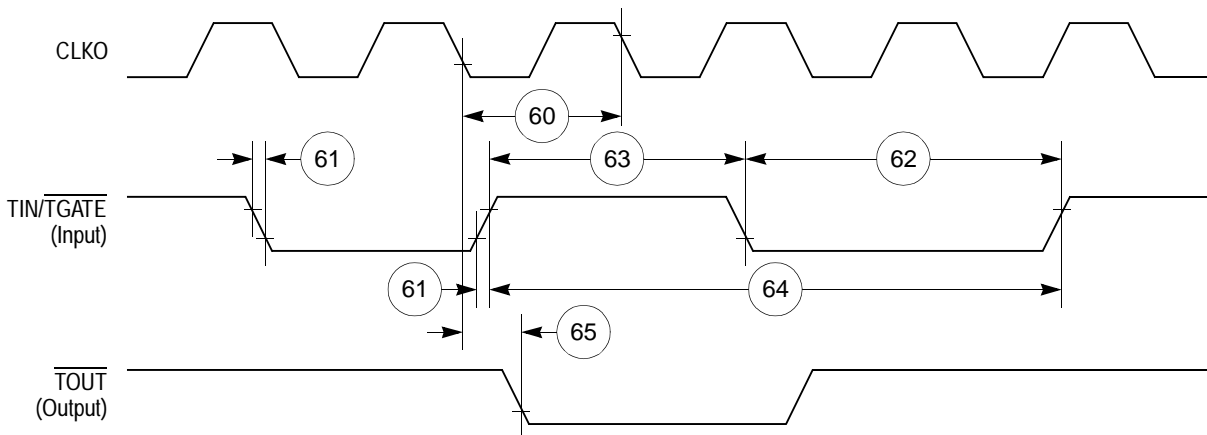 CLKO
60
61
63
62
TIN/TGATE
(Input)
61
64
65
TOUT
(Output)